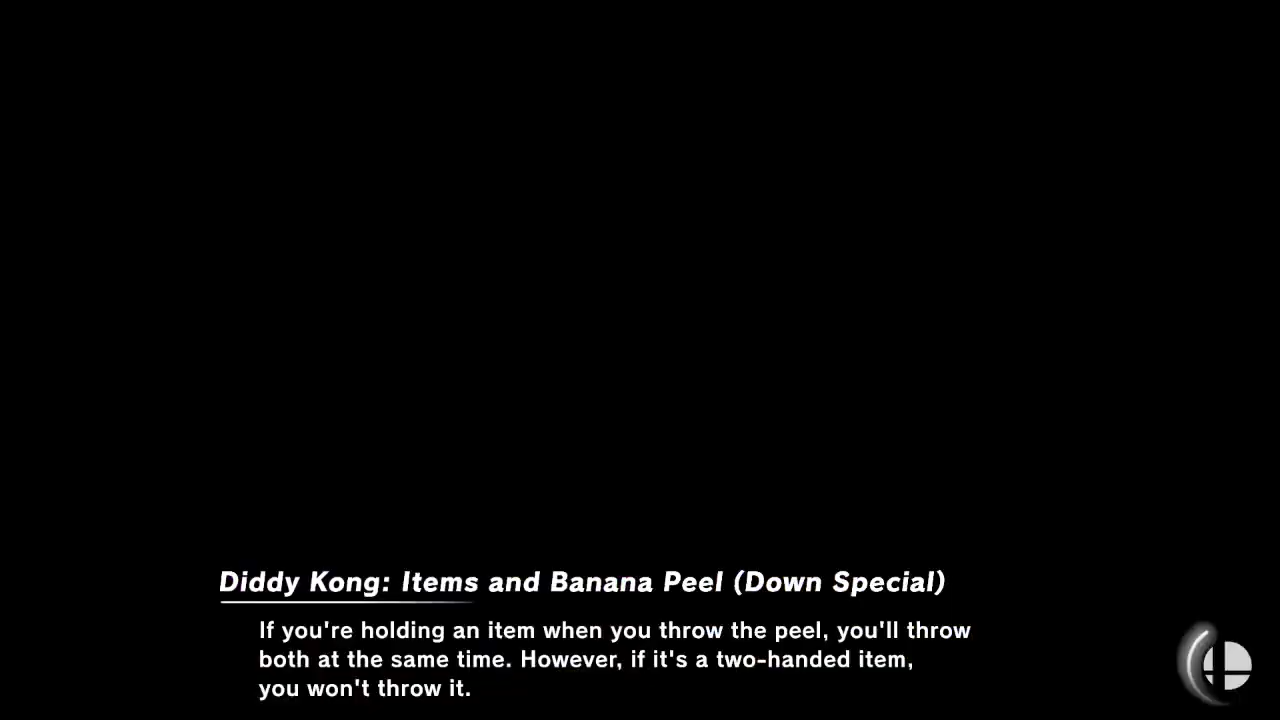 Diddy Kong: Items and Banana Peel (Down Special)
If you're holding an item when you throw the peel, you'll throw
both at the same time. However, if it's a two-handed item,
you won't throw it.